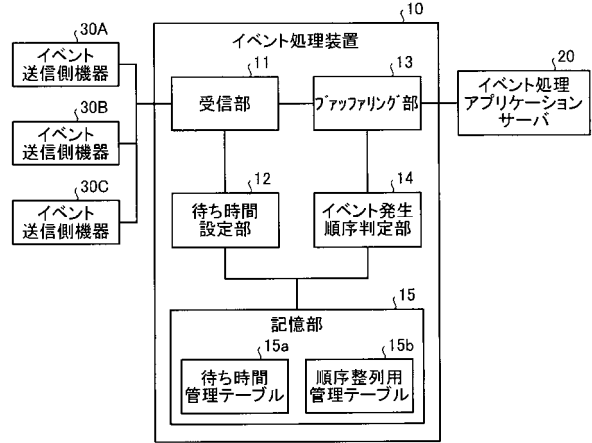 10
イベント処理装置
30A
イベント
送信側機器
30B
イベント
送信側機器
30C
イベント
送信側機器
11
受信部
13
ブァッファリング部
20
イベント処理
アプリケーション
サーバ
12
待ち時間
設定部
14
イベント発生
順序判定部
15
記憶部
15a
待ち時間
管理テーブル
15b
順序整列用
管理テーブル